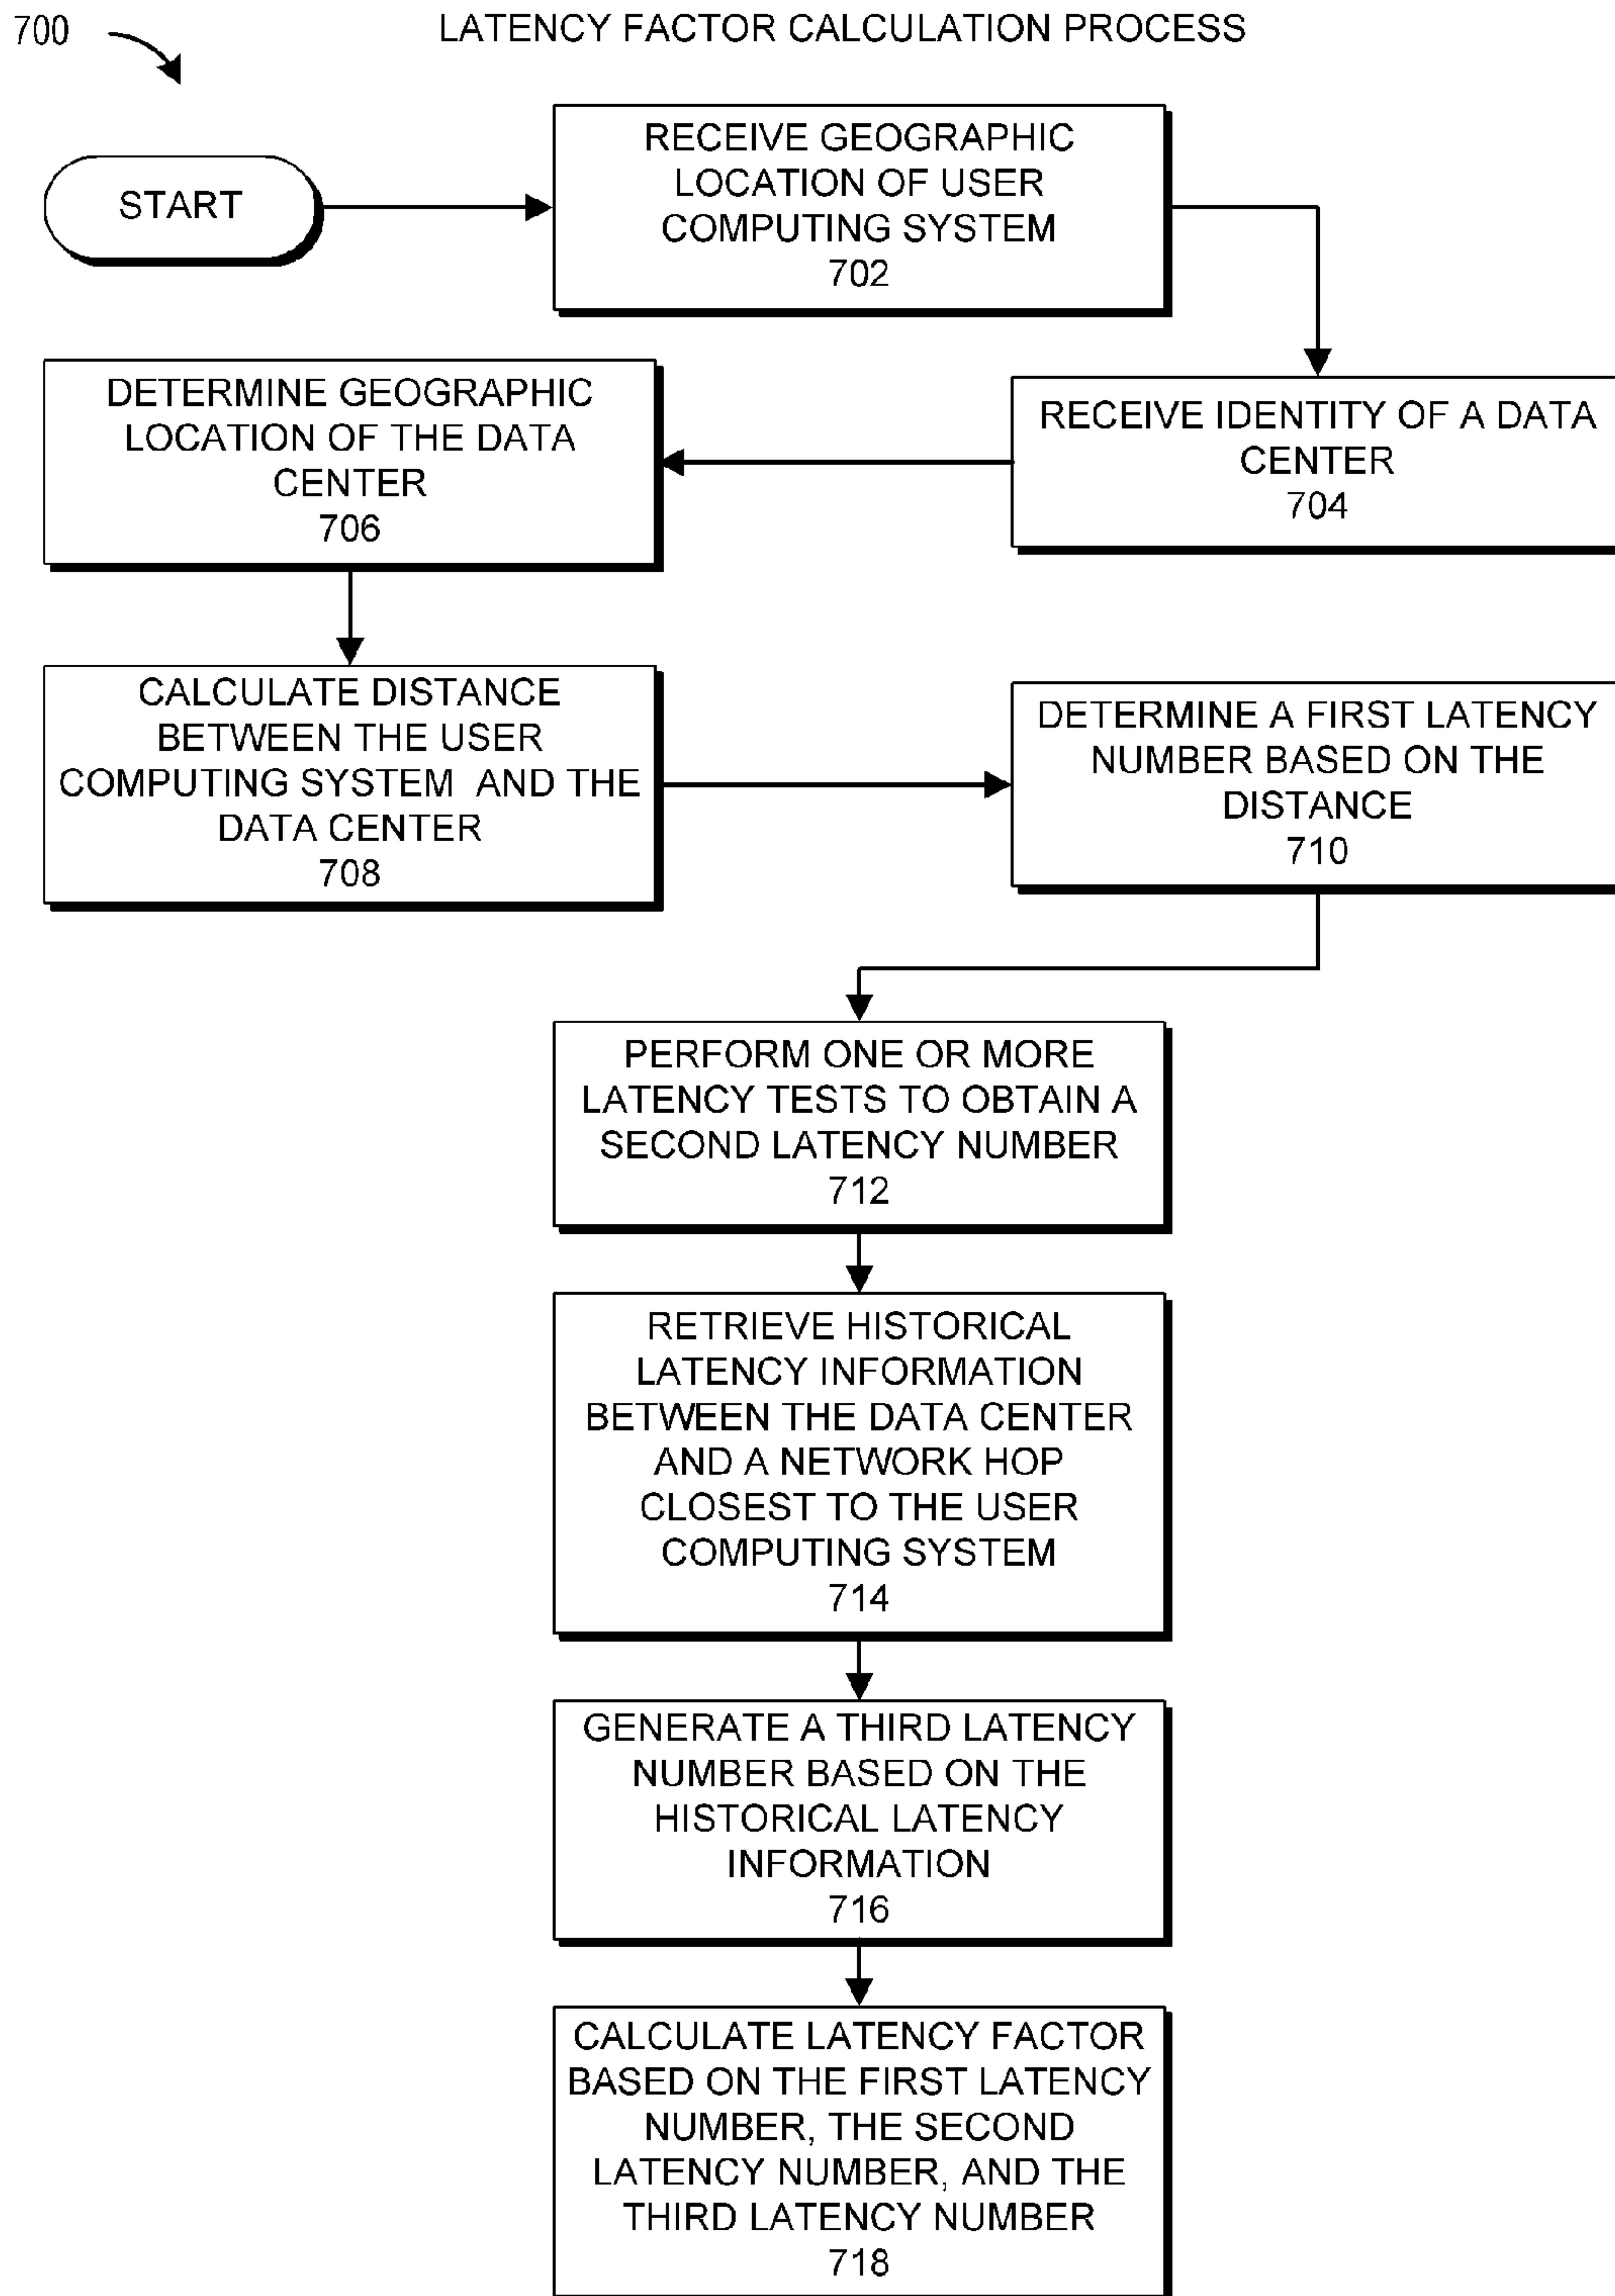 700
LATENCY FACTOR CALCULATION PROCESS
START
RECEIVE GEOGRAPHIC
LOCATION OF USER
COMPUTING SYSTEM
702
RECEIVE IDENTITY OF A DATA
CENTER
704
DETERMINE GEOGRAPHIC
LOCATION OF THE DATA
CENTER
706
CALCULATE DISTANCE
BETWEEN THE USER
COMPUTING SYSTEM AND THE
DATA CENTER
708
DETERMINE A FIRST LATENCY
NUMBER BASED ON THE
DISTANCE
710
PERFORM ONE OR MORE
LATENCY TESTS TO OBTAIN A
SECOND LATENCY NUMBER
712
RETRIEVE HISTORICAL
LATENCY INFORMATION
BETWEEN THE DATA CENTER
AND A NETWORK HOP
CLOSEST TO THE USER
COMPUTING SYSTEM
714
GENERATE A THIRD LATENCY
NUMBER BASED ON THE
HISTORICAL LATENCY
INFORMATION
716
CALCULATE LATENCY FACTOR
BASED ON THE FIRST LATENCY
NUMBER, THE SECOND
LATENCY NUMBER, AND THE
THIRD LATENCY NUMBER
718